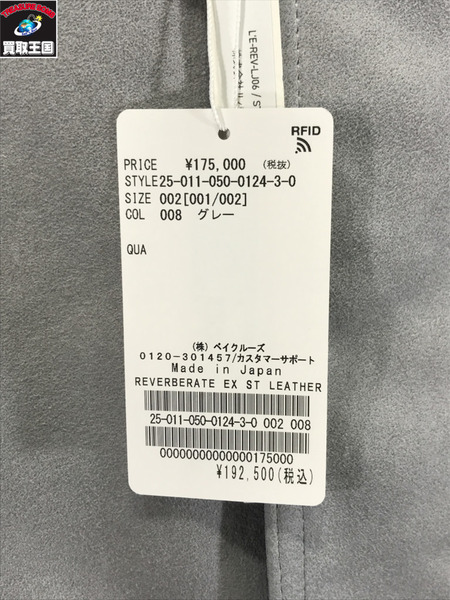 TREASURE KINGDOM
買取王国
L'E-REV-LJ06 / S
RFID
PRICE ¥175,000 (税抜)
STYLE25-011-050-0124-3-0
SIZE 002[001/002]
COL 008 グレー
QUA
(株) ベイクルーズ
0120-301457/カスタマーサポート
Made in Japan
REVERBERATE EX ST LEATHER
25-011-050-0124-3-0 002 008
00000000000000175000
¥192,500(税込)